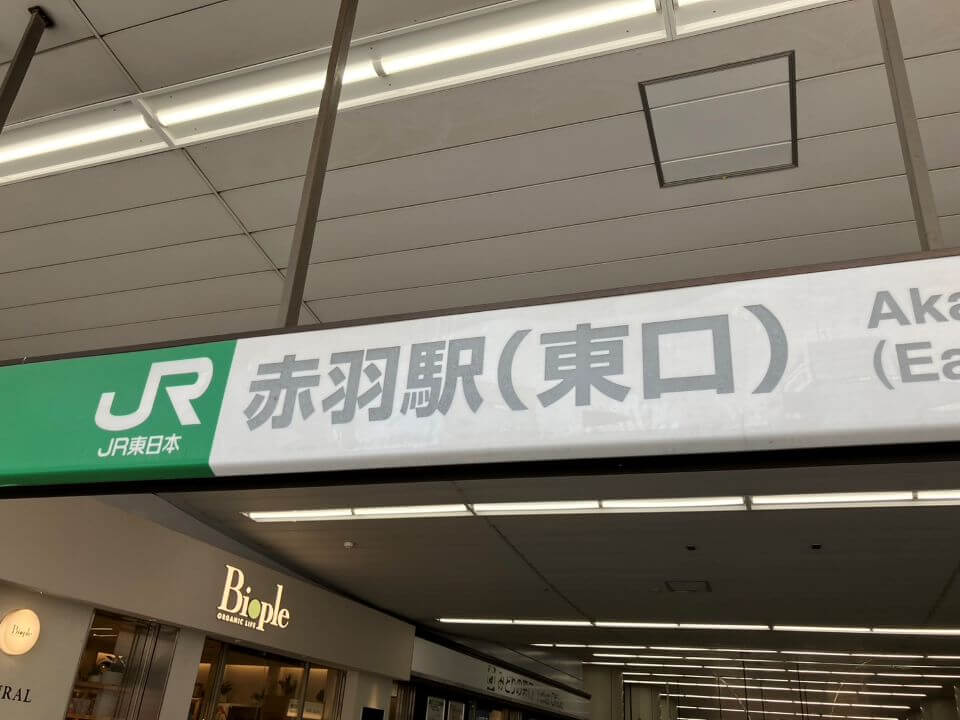 JR
JR東日本
赤羽駅(東口)
Aka
(Ea
Biople
ORGANIC LIFE
Biople
RAL